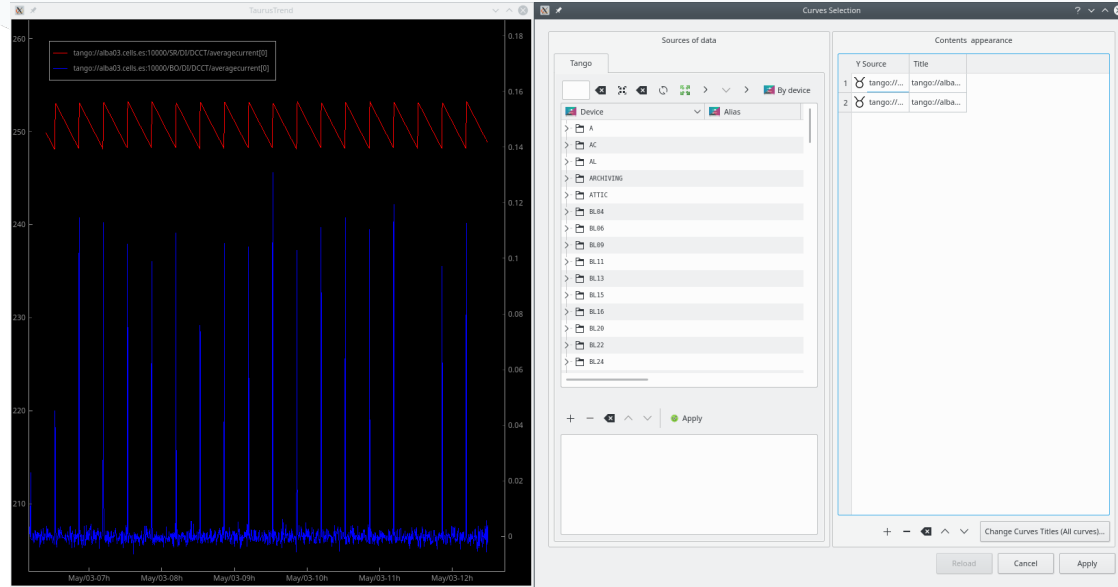 TaurusTrend
260
250
240
230
220
210
tango://alba03.cells.es:10000/SR/DI/DCCT/averagecurrent[0]
tango://alba03.cells.es:10000/BO/DI/DCCT/averagecurrent[0]
0.18
0.16
0.14
0.12
0.1
0.08
0.06
0.04
0.02
0
May/03-07h May/03-08h May/03-09h May/03-10h May/03-11h May/03-12h
Curves Selection
Sources of data
Tango
By device
Device Alias
A
AC
AL
ARCHIVING
ATTIC
BL04
BL06
BL09
BL11
BL13
BL15
BL16
BL20
BL22
BL24
Apply
Contents appearance
Y Source Title
1 tango://... tango://alba...
2 tango://... tango://alba...
Change Curves Titles (All curves)...
Reload Cancel Apply